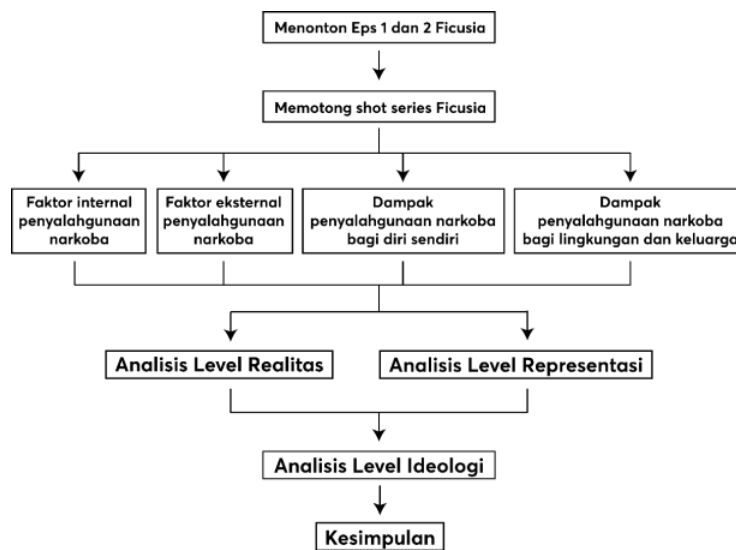 Menonton Eps 1 dan 2 Ficusia
Memotong shot series Ficusia
Faktor internal
penyalahgunaan
narkoba
Faktor eksternal
penyalahgunaan
narkoba
Dampak
penyalahgunaan narkoba
bagi diri sendiri
Dampak
penyalahgunaan narkoba
bagi lingkungan dan keluarga
Analisis Level Realitas
Analisis Level Representasi
Analisis Level Ideologi
Kesimpulan